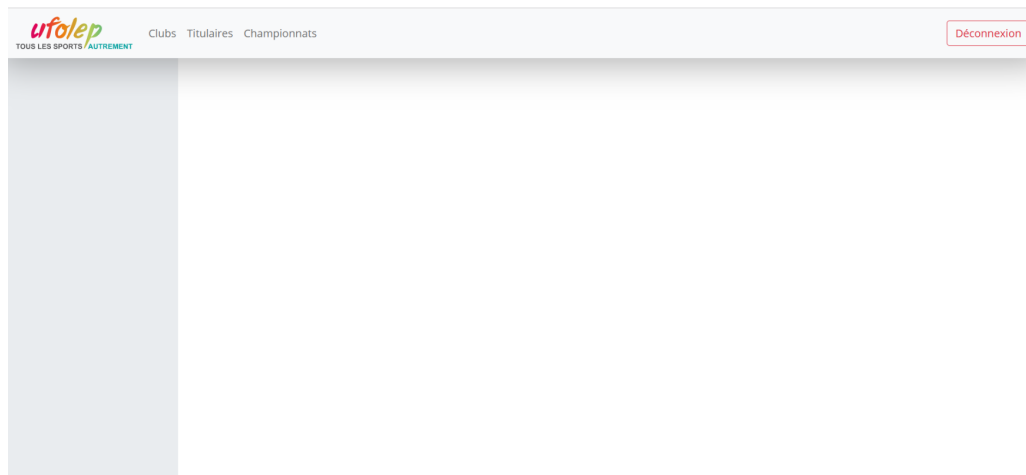 ufolep
TOUS LES SPORTS AUTREMENT
Clubs Titulaires Championnats
Déconnexion